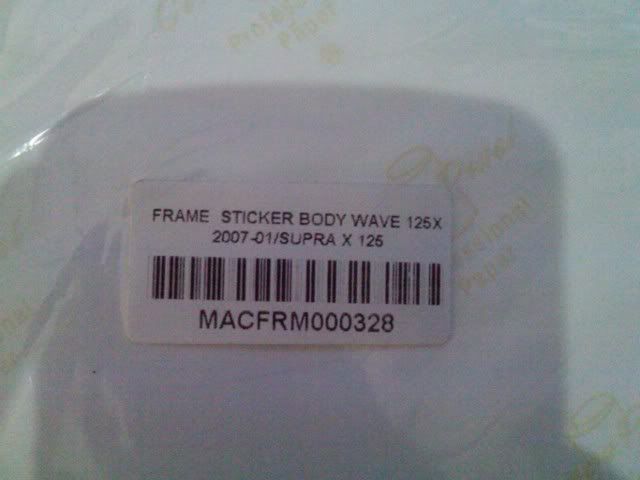 FRAME STICKER BODY WAVE 125X
2007-01/SUPRA X 125
MACFRM000328